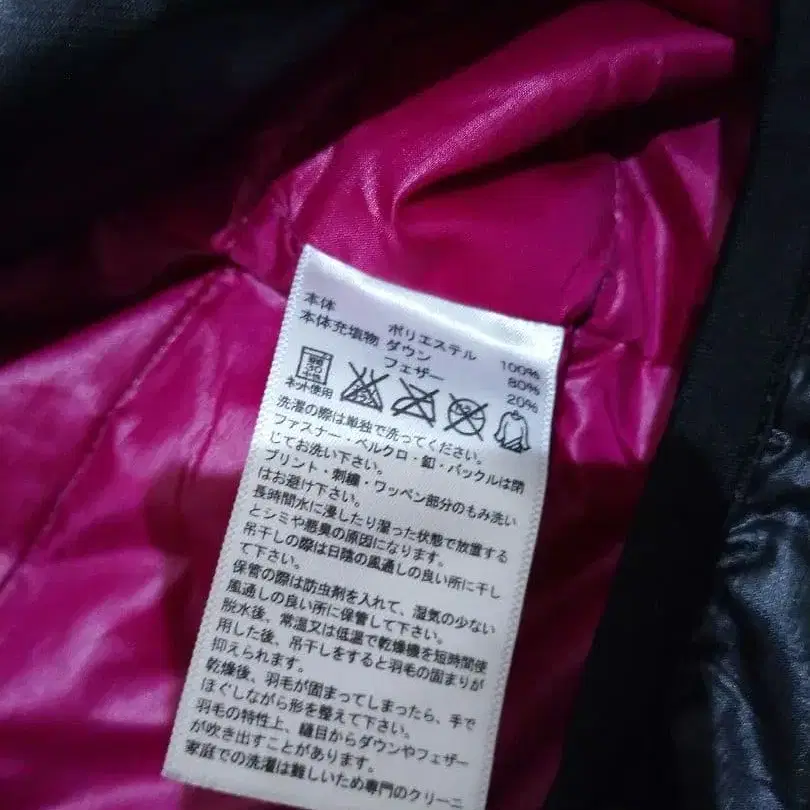 本体 ポリエステル 100%
本体充填物 ダウン 80%
フェザー 20%
ネット使用
洗濯の際は単独で洗ってください。
ファスナー・ベルクロ・釦・バックルは閉
じてお洗い下さい。
プリント・刺繍・ワッペン部分のもみ洗い
はお避け下さい。
長時間水に浸したり濡った状態で放置する
とシミや悪臭の原因になります。
吊干しの際は日陰の風通しの良い所に干し
て下さい。
保管の際は防虫剤を入れて、湿気の少ない
風通しの良い所に保管して下さい。
脱水後、常温又は低温で乾燥機を短時間使
用した後、吊干しをすると羽毛の固まりが
抑えられます。
乾燥後、羽毛が固まってしまったら、手で
ほぐしながら形を整えて下さい。
羽毛の特性上、縫目からダウンやフェザー
が吹き出すことがあります。
家庭での洗濯は難しいため専門のクリーニ